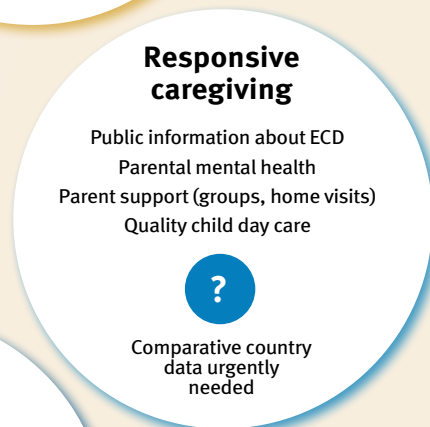 Responsive
caregiving
Public information about ECD
Parental mental health
Parent support (groups, home visits)
Quality child day care
?
Comparative country
data urgently
needed